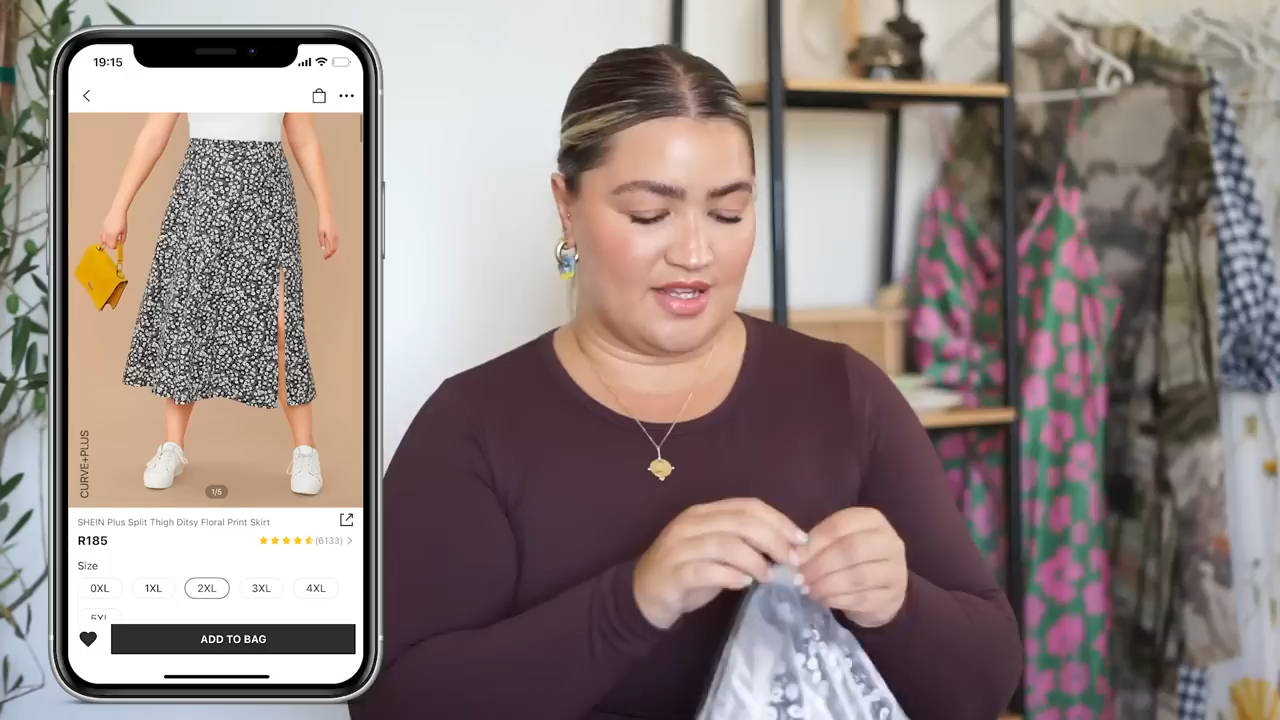 19:15
CURVE+PLUS
1/5
SHEIN Plus Split Thigh Ditsy Floral Print Skirt
R185
(6133)
Size
0XL 1XL 2XL 3XL 4XL
5XL
ADD TO BAG